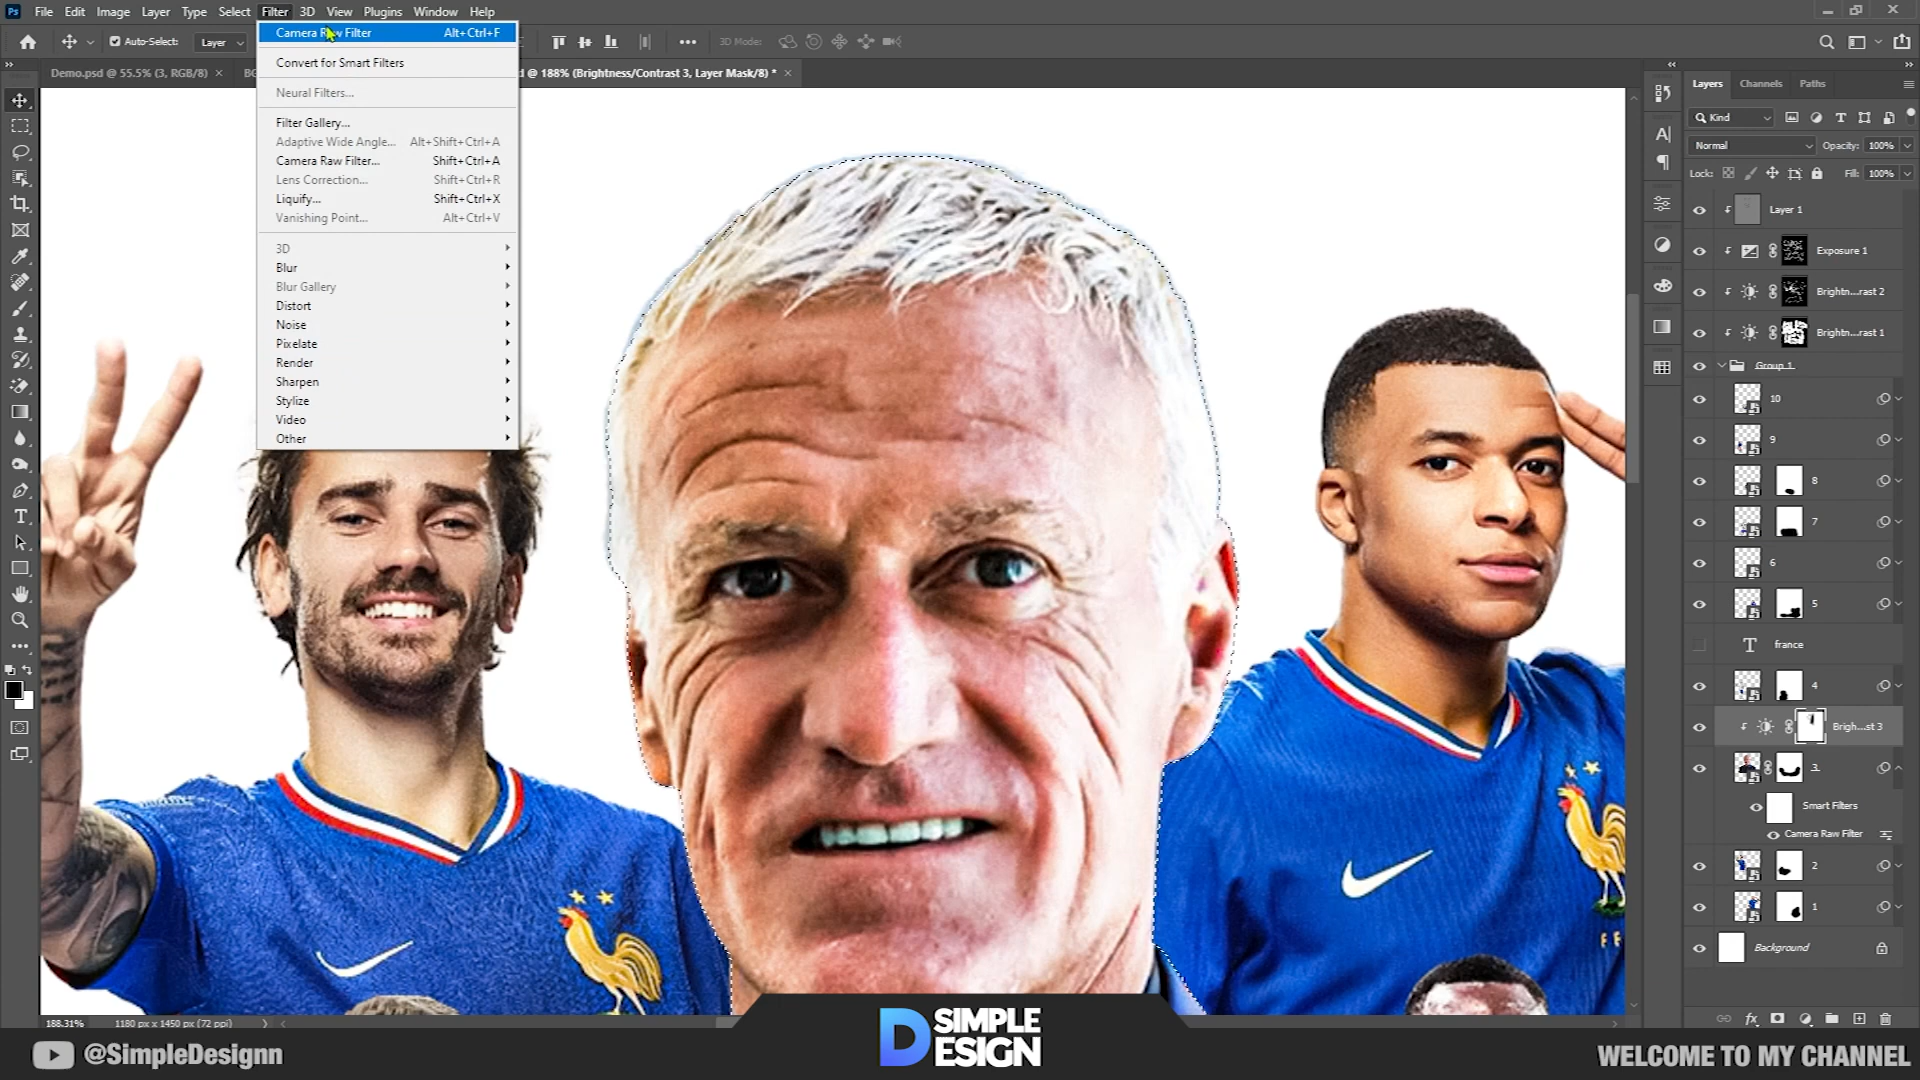 Ps File Edit Image Layer Type Select Filter 3D View Plugins Window Help
Auto-Select: Layer 3D Mode:
Demo.psd @ 55.5% (3, RGB/8) × d @ 188% (Brightness/Contrast 3, Layer Mask/8) * ×
Camera Raw Filter Alt+Ctrl+F
Convert for Smart Filters
Neural Filters...
Filter Gallery...
Adaptive Wide Angle... Alt+Shift+Ctrl+A
Camera Raw Filter... Shift+Ctrl+A
Lens Correction... Shift+Ctrl+R
Liquify... Shift+Ctrl+X
Vanishing Point... Alt+Ctrl+V
3D
Blur
Blur Gallery
Distort
Noise
Pixelate
Render
Sharpen
Stylize
Video
Other
Layers Channels Paths
Kind
Normal Opacity: 100%
Lock: Fill: 100%
Layer 1
Exposure 1
Brightn...rast 2
Brightn...rast 1
Group 1
10
9
8
7
6
5
T france
4
Brigh...st 3
3
Smart Filters
Camera Raw Filter
2
1
Background
188.31% 1180 px x 1450 px (72 ppi)
@SimpleDesignn
D SIMPLE
ESIGN
WELCOME TO MY CHANNEL